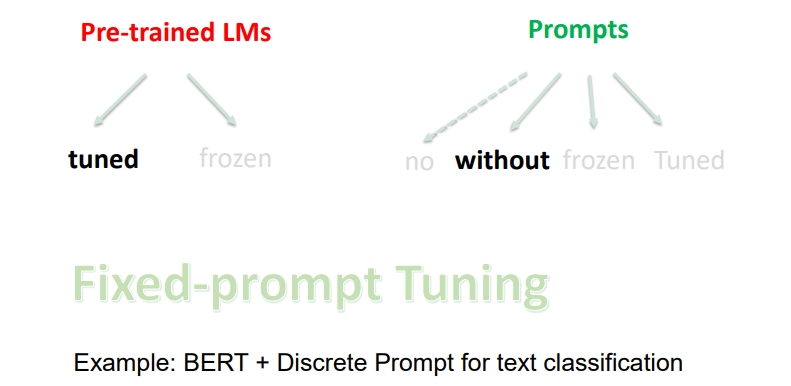 Pre-trained LMs Prompts
tuned frozen no without frozen Tuned
Fixed-prompt Tuning
Example: BERT + Discrete Prompt for text classification